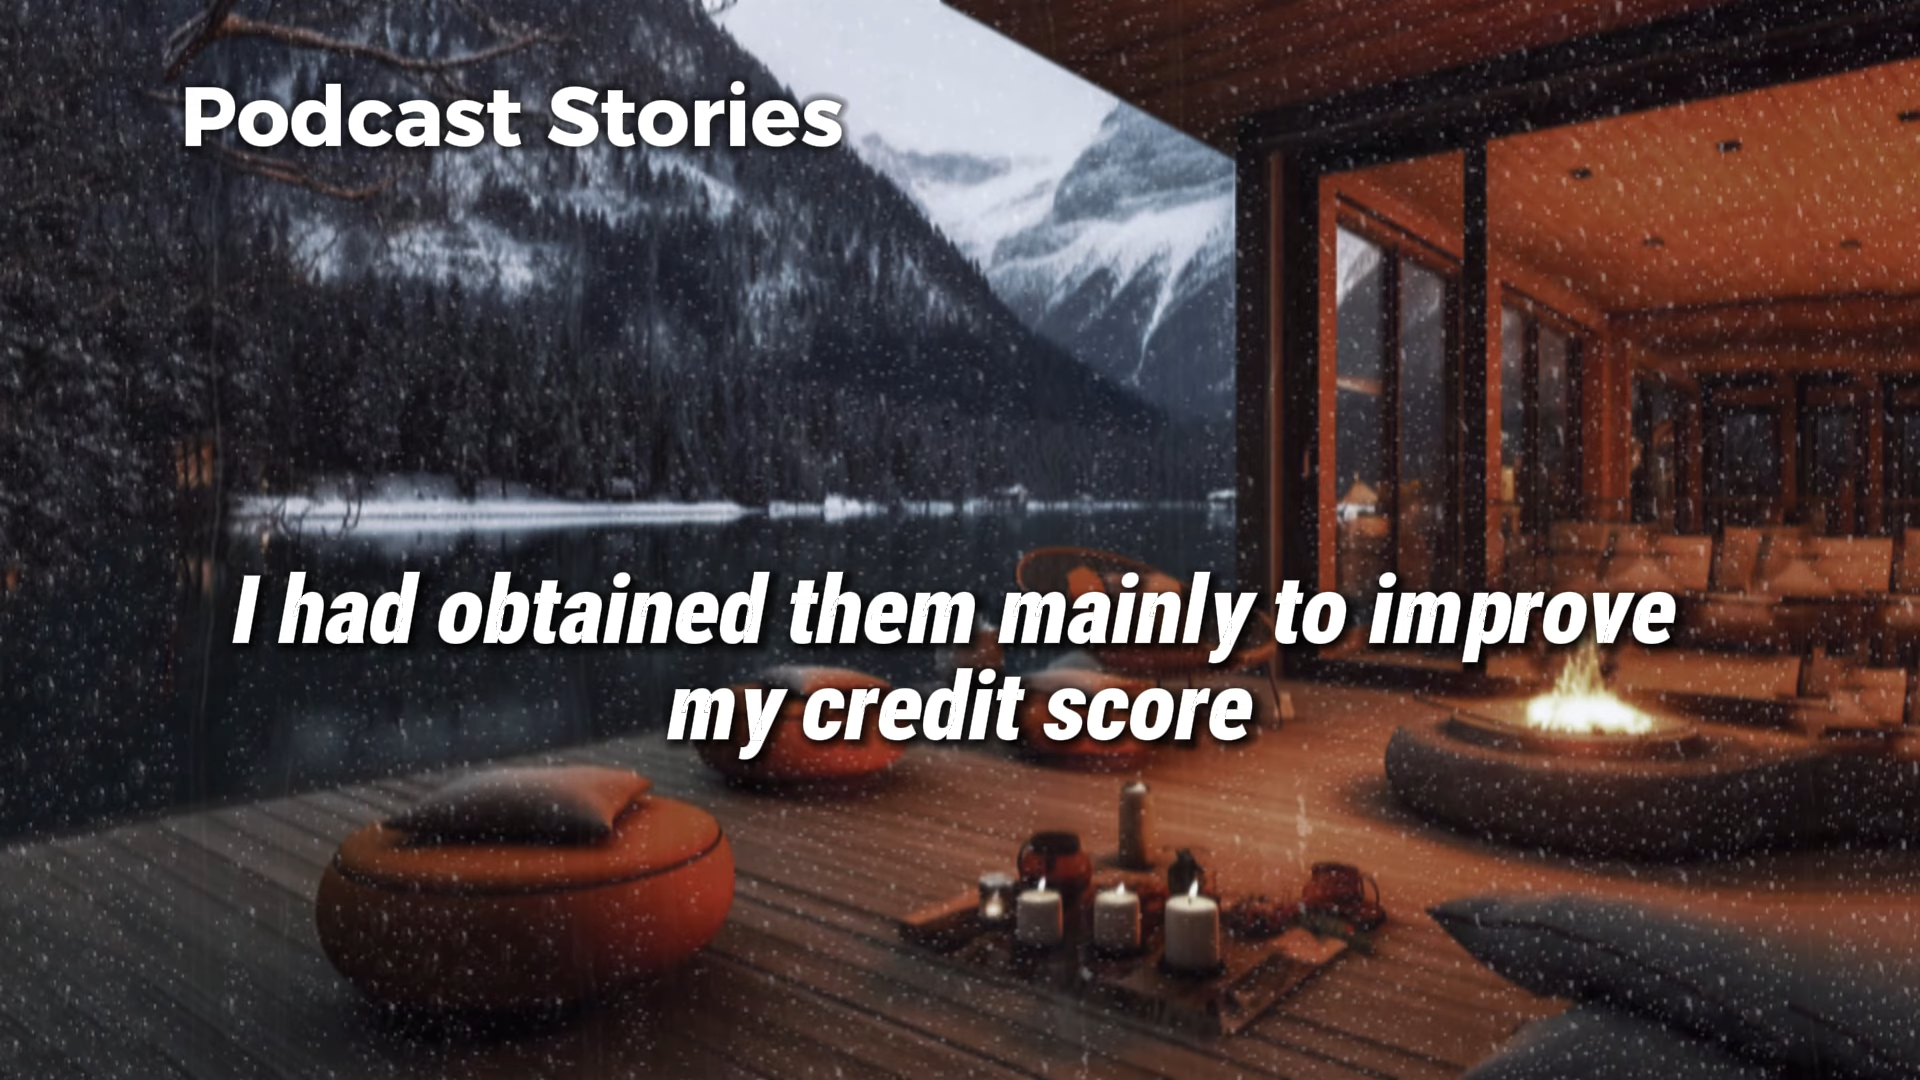 Podcast Stories
I had obtained them mainly to improve
my credit score